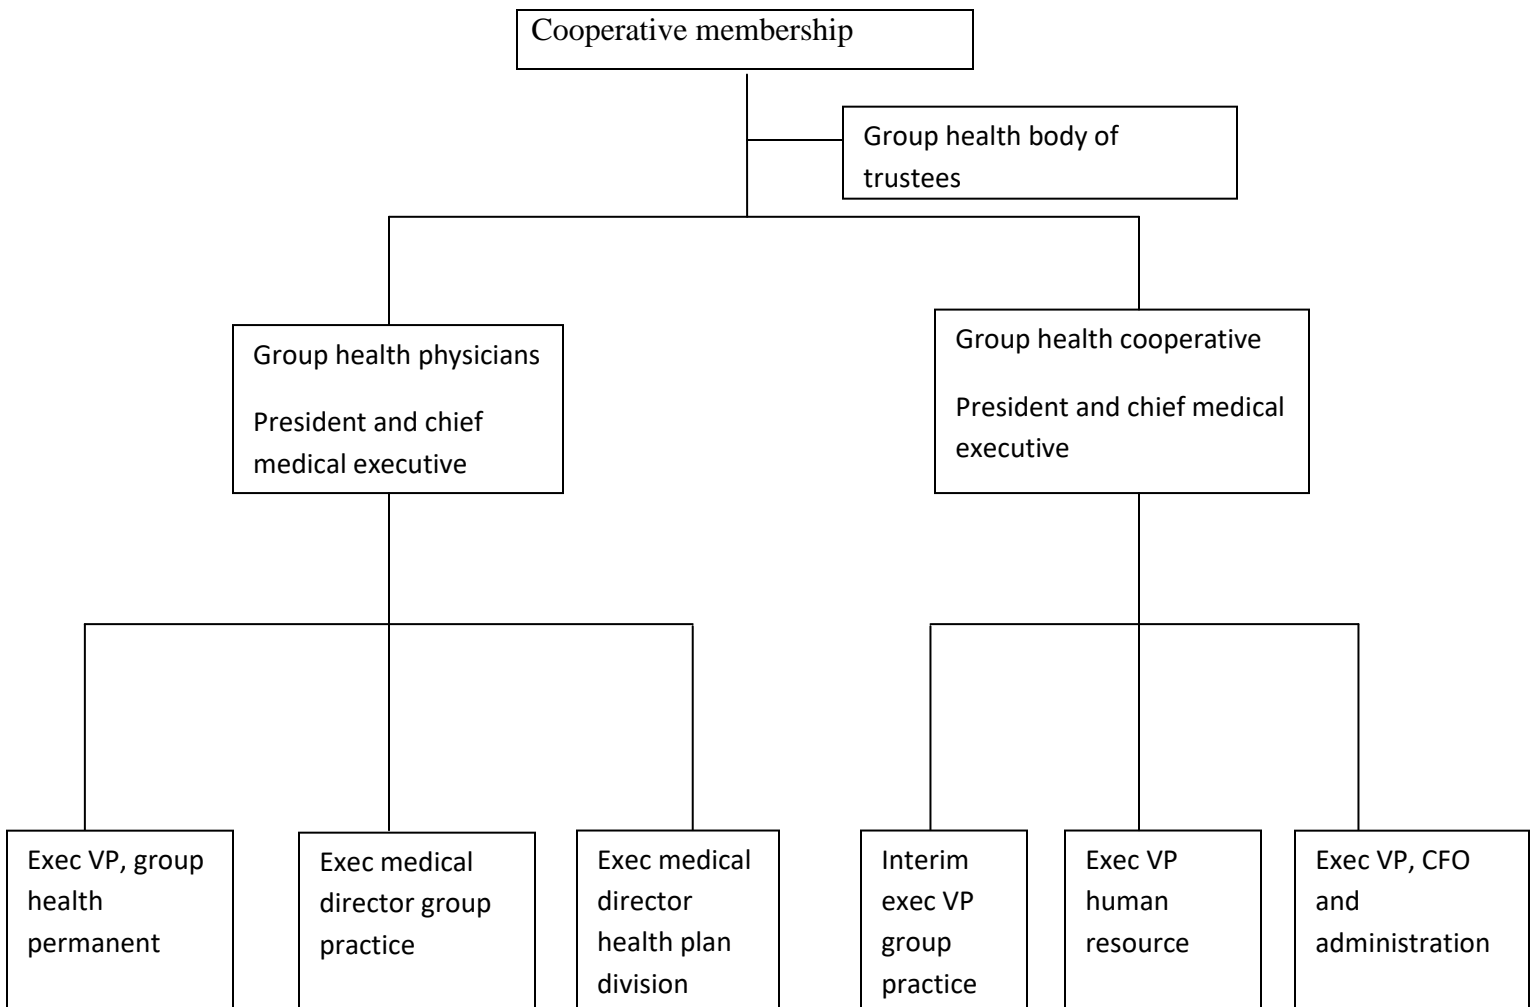 Cooperative membership
Group health body of
trustees
Group health physicians
President and chief
medical executive
Group health cooperative
President and chief medical
executive
Exec VP, group
health
permanent
Exec medical
director group
practice
Exec medical
director
health plan
division
Interim
exec VP
group
practice
Exec VP
human
resource
Exec VP, CFO
and
administration